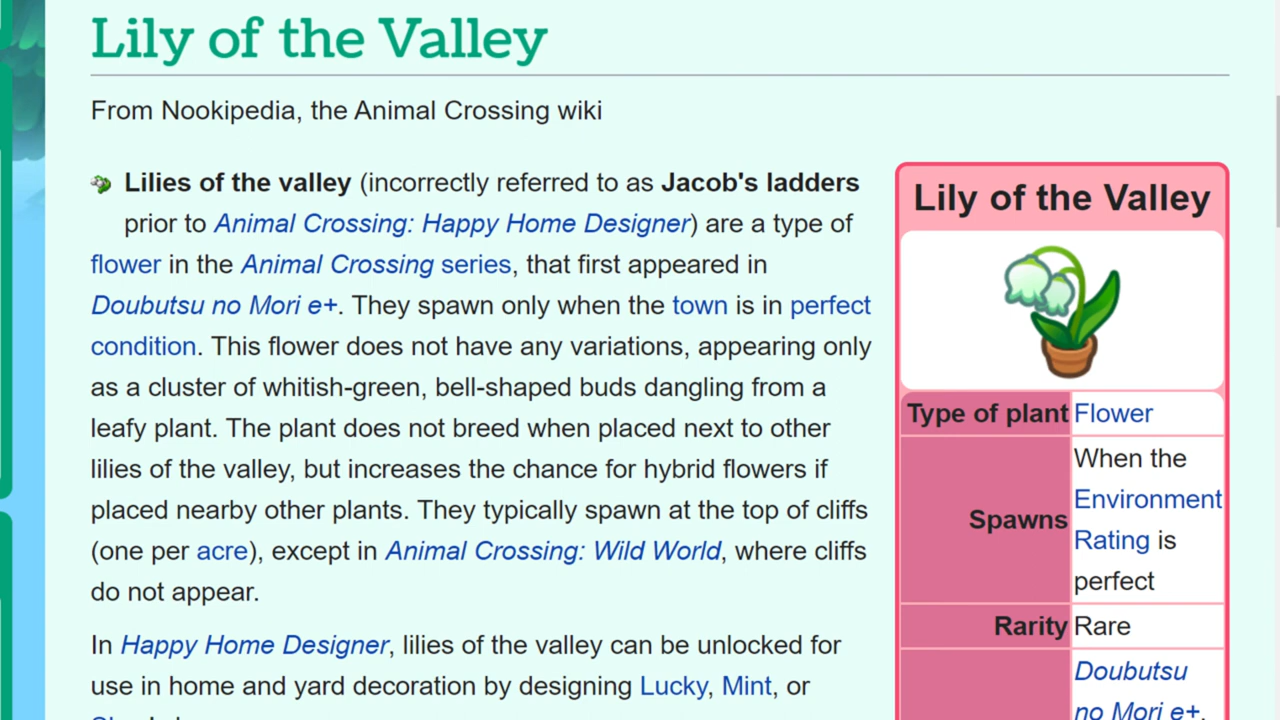 Lily of the Valley
From Nookipedia, the Animal Crossing wiki
Lilies of the valley (incorrectly referred to as Jacob's ladders
prior to Animal Crossing: Happy Home Designer) are a type of
flower in the Animal Crossing series, that first appeared in
Doubutsu no Mori e+. They spawn only when the town is in perfect
condition. This flower does not have any variations, appearing only
as a cluster of whitish-green, bell-shaped buds dangling from a
leafy plant. The plant does not breed when placed next to other
lilies of the valley, but increases the chance for hybrid flowers if
placed nearby other plants. They typically spawn at the top of cliffs
(one per acre), except in Animal Crossing: Wild World, where cliffs
do not appear.
In Happy Home Designer, lilies of the valley can be unlocked for
use in home and yard decoration by designing Lucky, Mint, or
Lily of the Valley
Type of plant Flower
Spawns When the
Environment
Rating is
perfect
Rarity Rare
Doubutsu
no Mori e+,